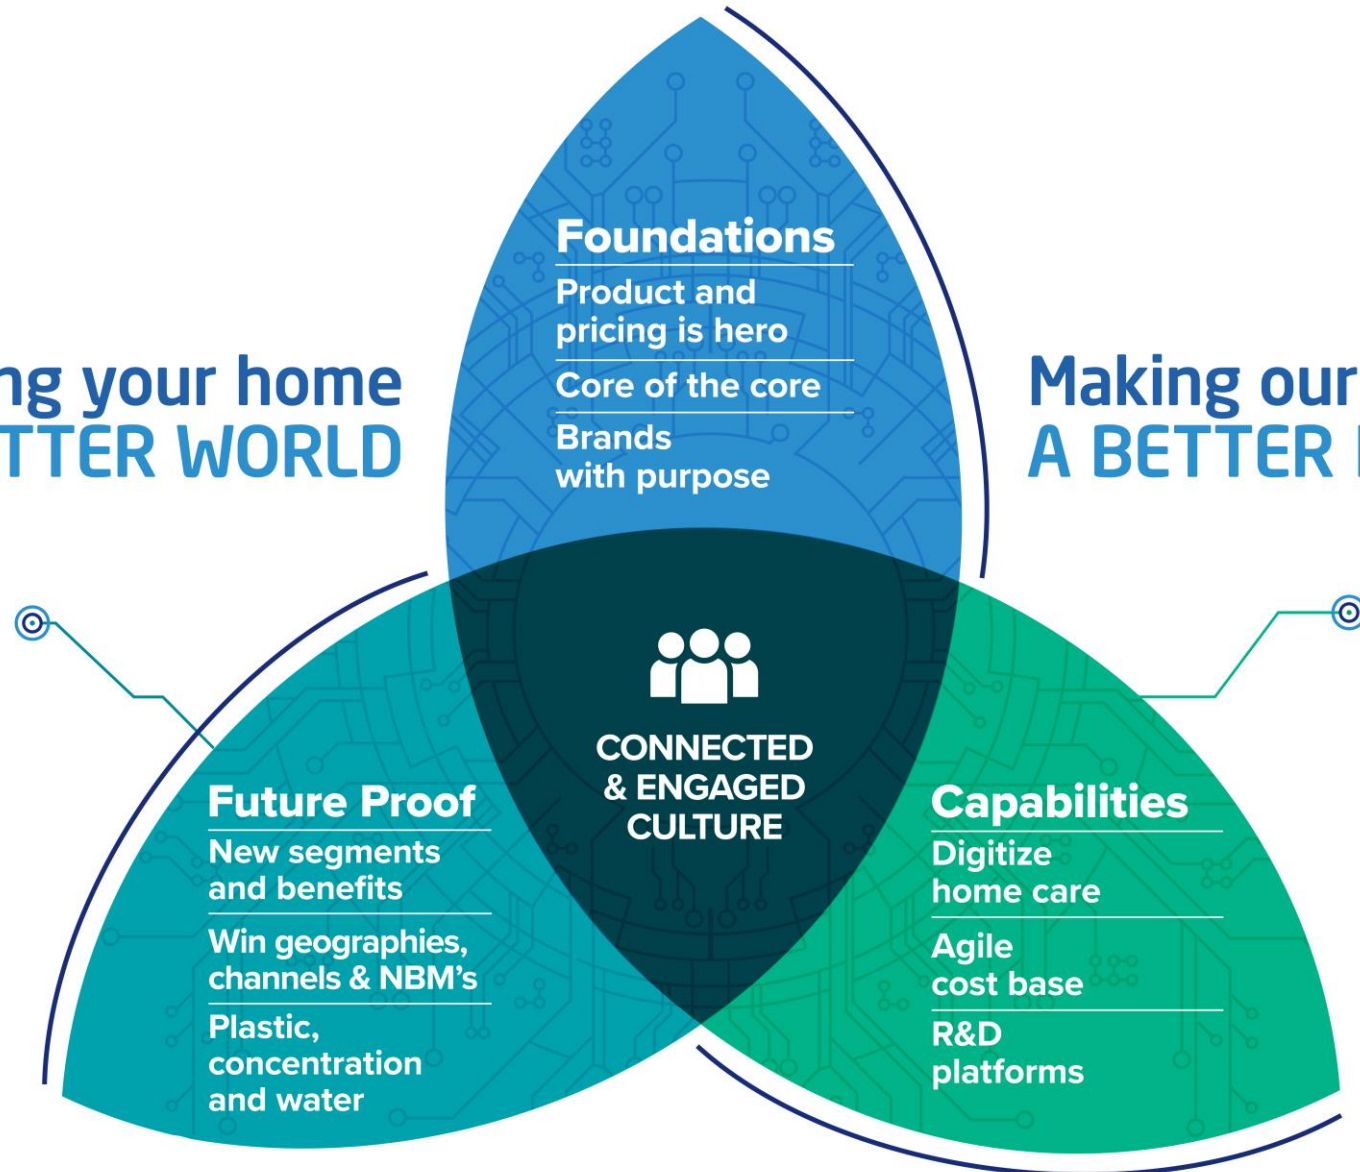 Foundations
Product and
pricing is hero
Core of the core
Brands
with purpose
your home
WORLD
Making our
A BETTER
CONNECTED
& ENGAGED
CULTURE
Future Proof
New segments
and benefits
Win geographies,
channels & NBM's
Plastic,
concentration
and water
Capabilities
Digitize
home care
Agile
cost base
R&D
platforms